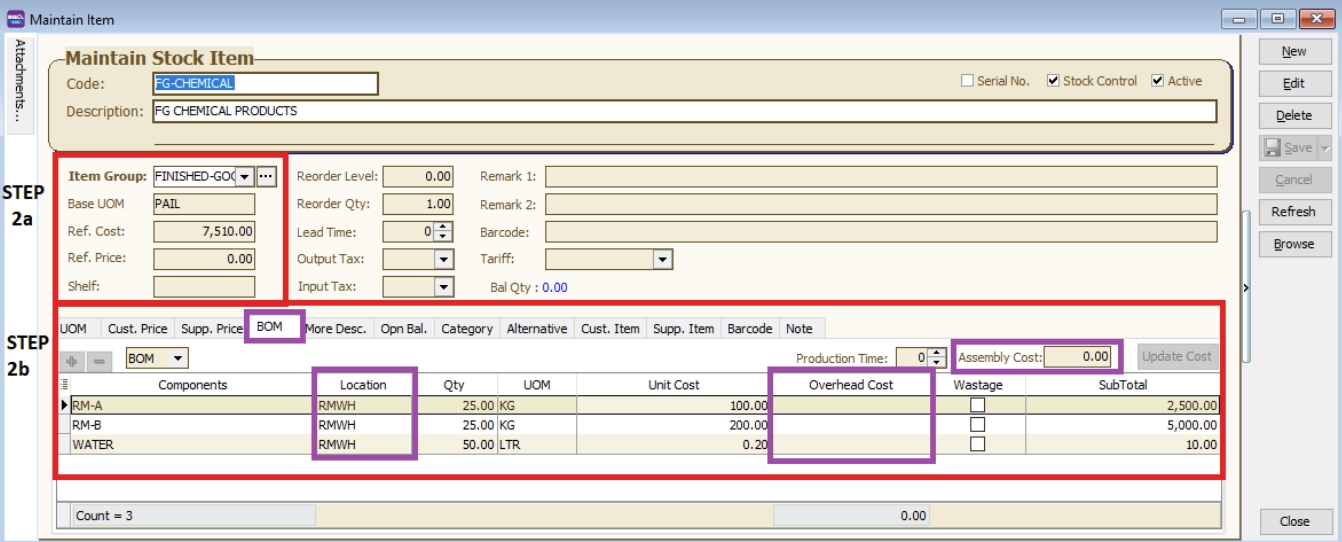 Maintain Item
Attachments...
Maintain Stock Item
Code: FG-CHEMICAL Serial No. Stock Control Active
Description: FG CHEMICAL PRODUCTS
STEP 2a
Item Group: FINISHED-GOO Reorder Level: 0.00 Remark 1:
Base UOM PAIL Reorder Qty: 1.00 Remark 2:
Ref. Cost: 7,510.00 Lead Time: 0 Barcode:
Ref. Price: 0.00 Output Tax: Tariff:
Shelf: Input Tax: Bal Qty : 0.00
STEP 2b
UOM Cust. Price Supp. Price BOM More Desc. Opn Bal. Category Alternative Cust. Item Supp. Item Barcode Note
BOM Production Time: 0 Assembly Cost: 0.00 Update Cost
Components Location Qty UOM Unit Cost Overhead Cost Wastage SubTotal
RM-A RMWH 25.00 KG 100.00 2,500.00
RM-B RMWH 25.00 KG 200.00 5,000.00
WATER RMWH 50.00 LTR 0.20 10.00
Count = 3 0.00
New
Edit
Delete
Save
Cancel
Refresh
Browse
Close